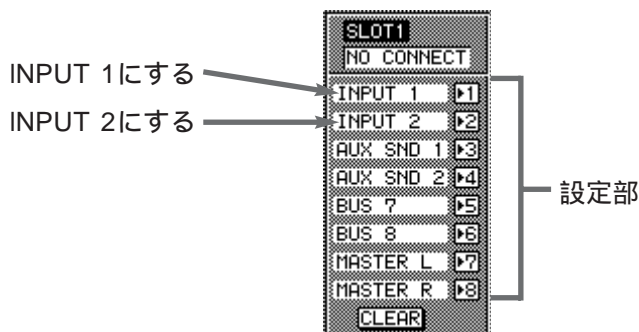 SLOT1
NO CONNECT
INPUT 1にする
INPUT 1 ▶1
INPUT 2にする
INPUT 2 ▶2
AUX SND 1 ▶3
AUX SND 2 ▶4
設定部
BUS 7 ▶5
BUS 8 ▶6
MASTER L ▶7
MASTER R ▶8
CLEAR